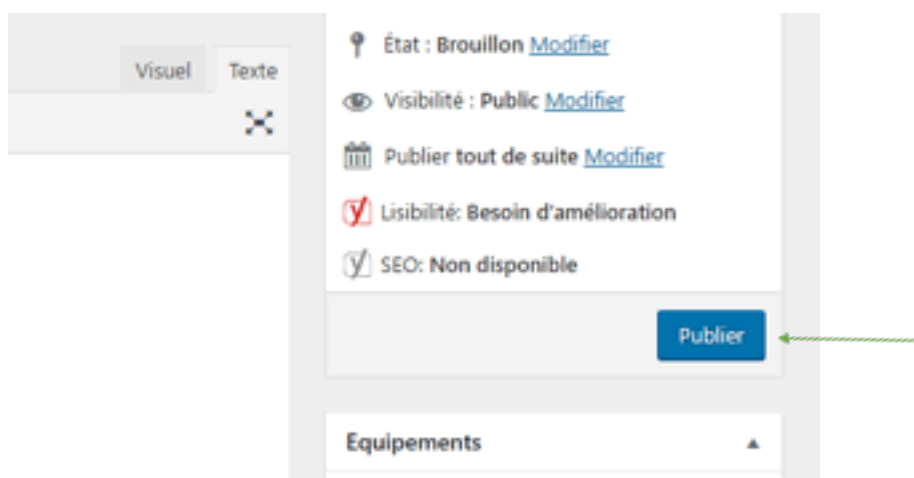 Visuel Texte
État : Brouillon Modifier
Visibilité : Public Modifier
Publier tout de suite Modifier
Lisibilité: Besoin d'amélioration
SEO: Non disponible
Publier
Equipements